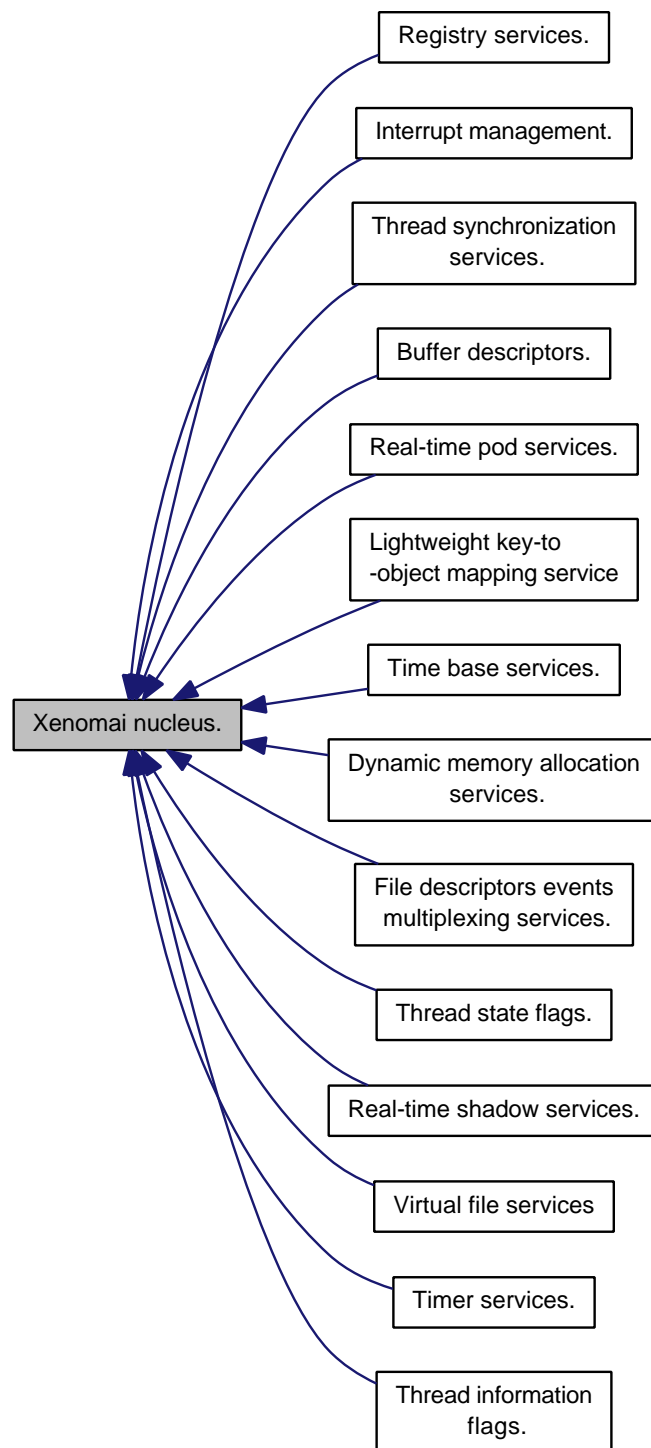 Registry services.
Interrupt management.
Thread synchronization
services.
Buffer descriptors.
Real-time pod services.
Lightweight key-to
-object mapping service
Time base services.
Xenomai nucleus.
Dynamic memory allocation
services.
File descriptors events
multiplexing services.
Thread state flags.
Real-time shadow services.
Virtual file services
Timer services.
Thread information
flags.